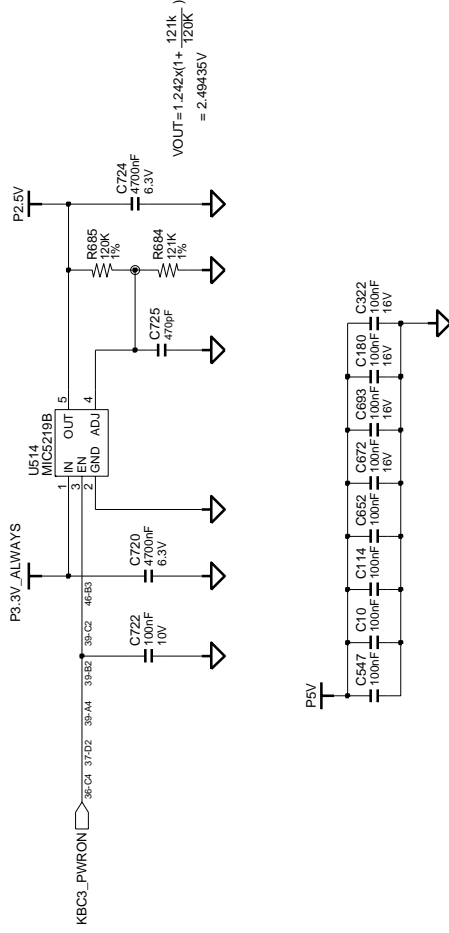 KBC3_PWRON
36-C4 37-D2 39-A4 39-B2 39-C2 46-B3
P3.3V_ALWAYS
C722
100nF
10V
C720
4700nF
6.3V
U514
MIC5219B
1 IN OUT 5
3 EN
2 GND ADJ 4
C725
470pF
R685
120K
1%
R684
121K
1%
P2.5V
C724
4700nF
6.3V
VOUT=1.242x(1+ 121k )
120K
= 2.49435V
P5V
C547
100nF
C10
100nF
C114
100nF
C652
100nF
C672
100nF
16V
C693
100nF
16V
C180
100nF
16V
C322
100nF
16V